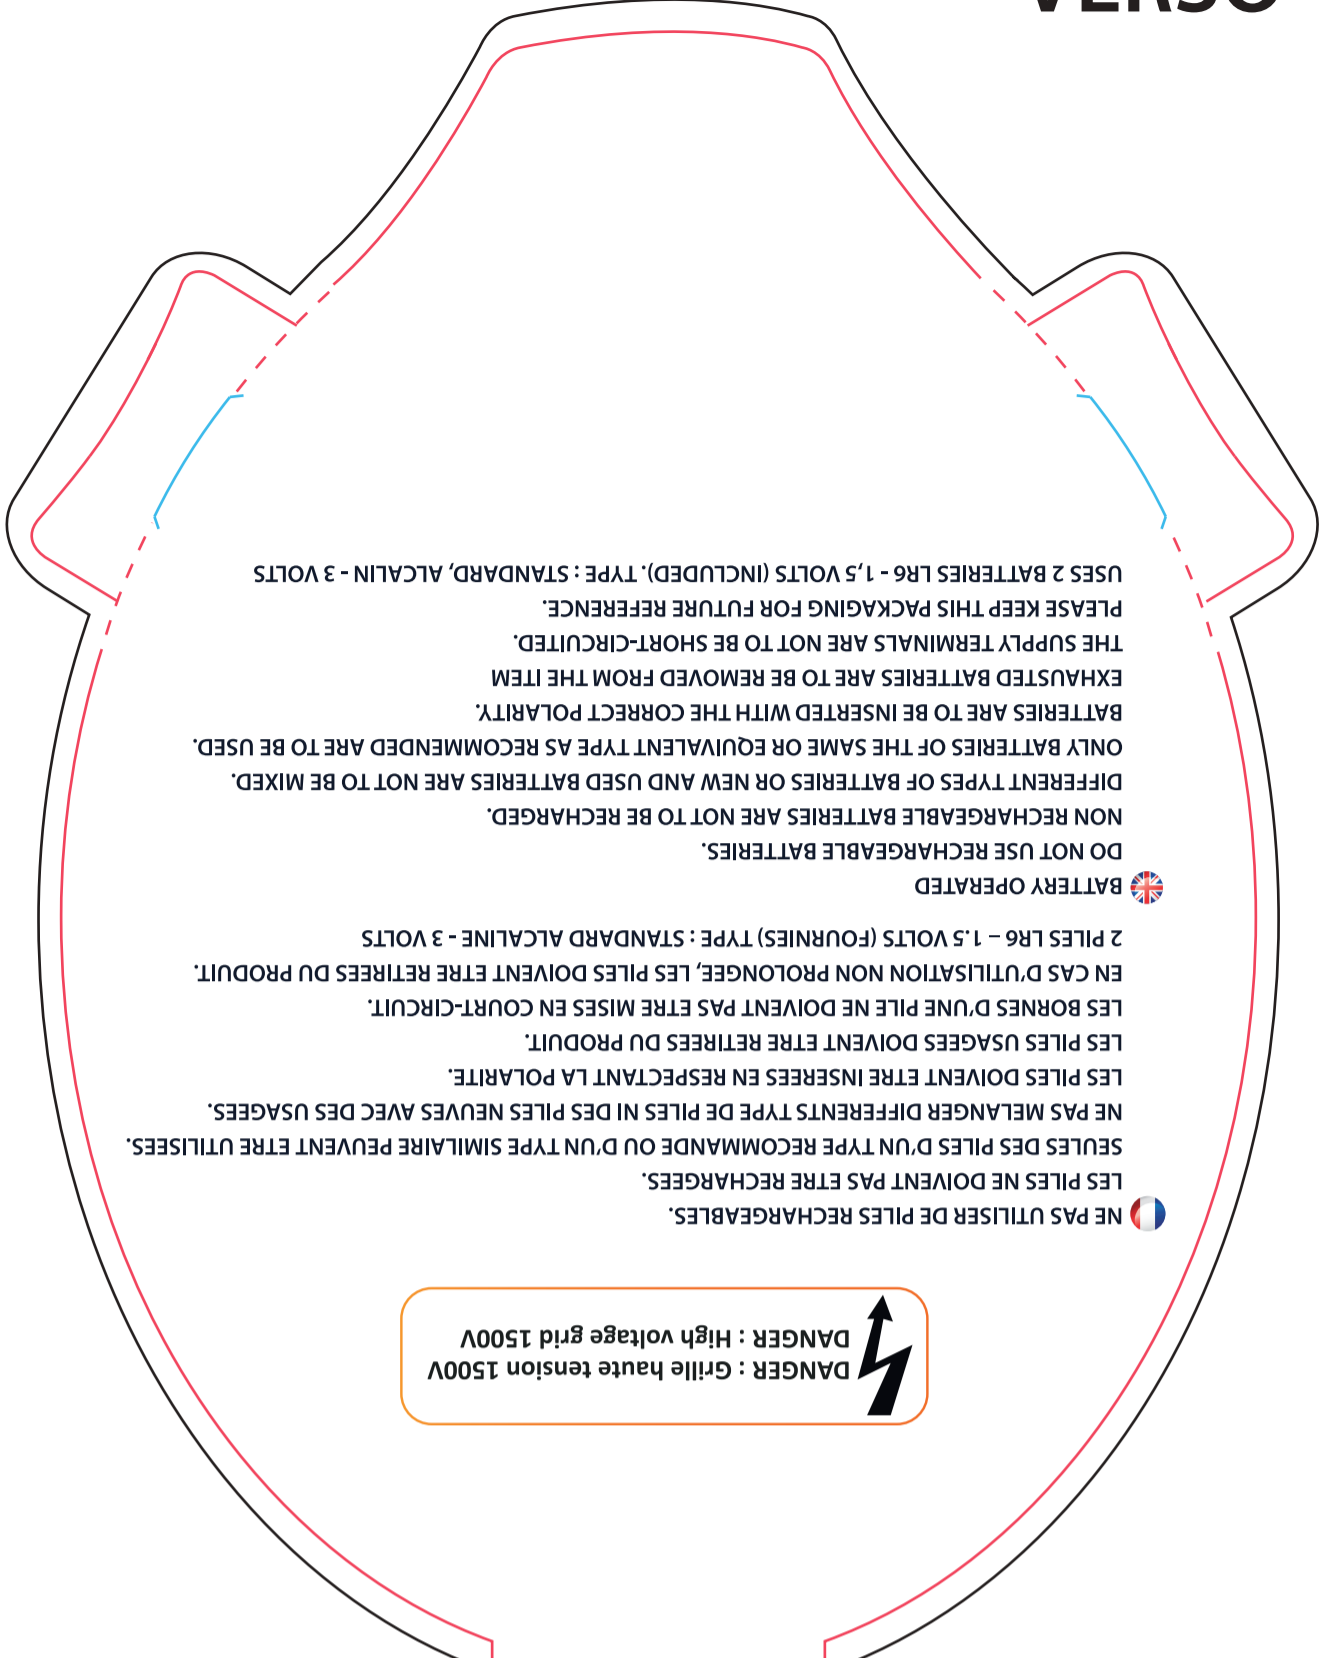 VERSO
DANGER : Grille haute tension 1500V
DANGER : High voltage grid 1500V
NE PAS UTILISER DE PILES RECHARGEABLES.
LES PILES NE DOIVENT PAS ETRE RECHARGEES.
SEULES DES PILES D'UN TYPE RECOMMANDE OU D'UN TYPE SIMILAIRE PEUVENT ETRE UTILISEES.
NE PAS MELANGER DIFFERENTS TYPE DE PILES NI DES PILES NEUVES AVEC DES USAGEES.
LES PILES DOIVENT ETRE INSEREES EN RESPECTANT LA POLARITE.
LES PILES USAGEES DOIVENT ETRE RETIREES DU PRODUIT.
LES BORNES D'UNE PILE NE DOIVENT PAS ETRE MISES EN COURT-CIRCUIT.
EN CAS D'UTILISATION NON PROLONGEE, LES PILES DOIVENT ETRE RETIREES DU PRODUIT.
2 PILES LR6 – 1.5 VOLTS (FOURNIES) TYPE : STANDARD ALCALINE - 3 VOLTS
BATTERY OPERATED
DO NOT USE RECHARGEABLE BATTERIES.
NON RECHARGEABLE BATTERIES ARE NOT TO BE RECHARGED.
DIFFERENT TYPES OF BATTERIES OR NEW AND USED BATTERIES ARE NOT TO BE MIXED.
ONLY BATTERIES OF THE SAME OR EQUIVALENT TYPE AS RECOMMENDED ARE TO BE USED.
BATTERIES ARE TO BE INSERTED WITH THE CORRECT POLARITY.
EXHAUSTED BATTERIES ARE TO BE REMOVED FROM THE ITEM
THE SUPPLY TERMINALS ARE NOT TO BE SHORT-CIRCUITED.
PLEASE KEEP THIS PACKAGING FOR FUTURE REFERENCE.
USES 2 BATTERIES LR6 - 1,5 VOLTS (INCLUDED). TYPE : STANDARD, ALCALIN - 3 VOLTS